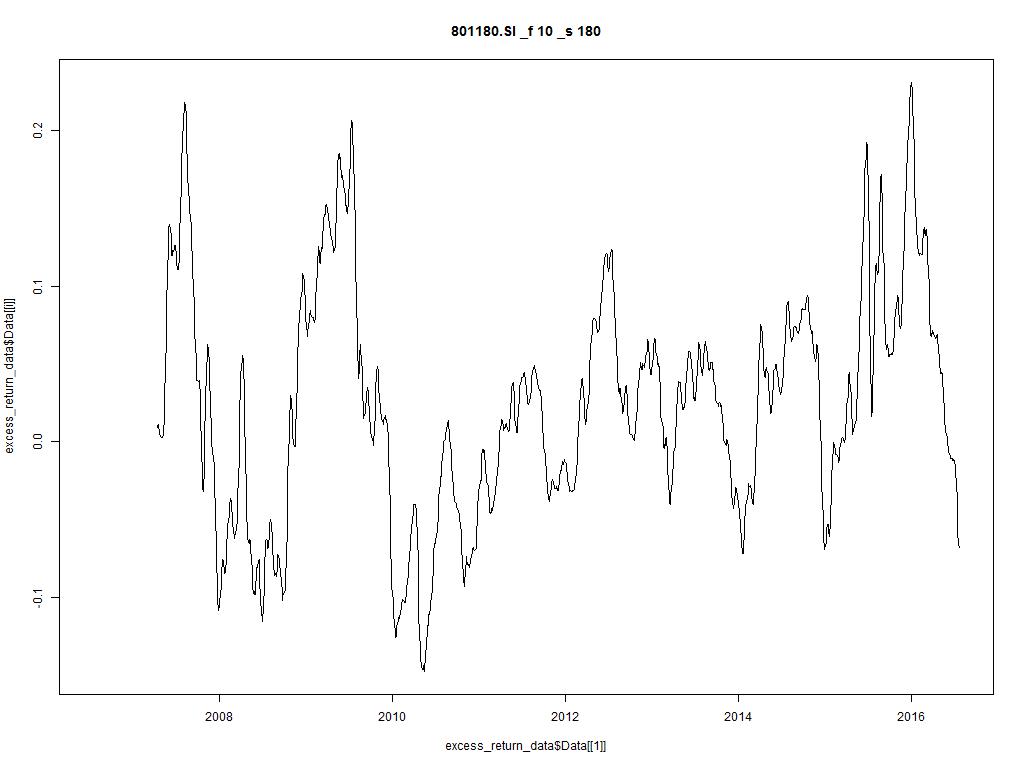 801180.SI _f 10 _s 180
0.2
0.1
0.0
-0.1
excess_return_data$Data[[i]]
2008 2010 2012 2014 2016
excess_return_data$Data[[1]]